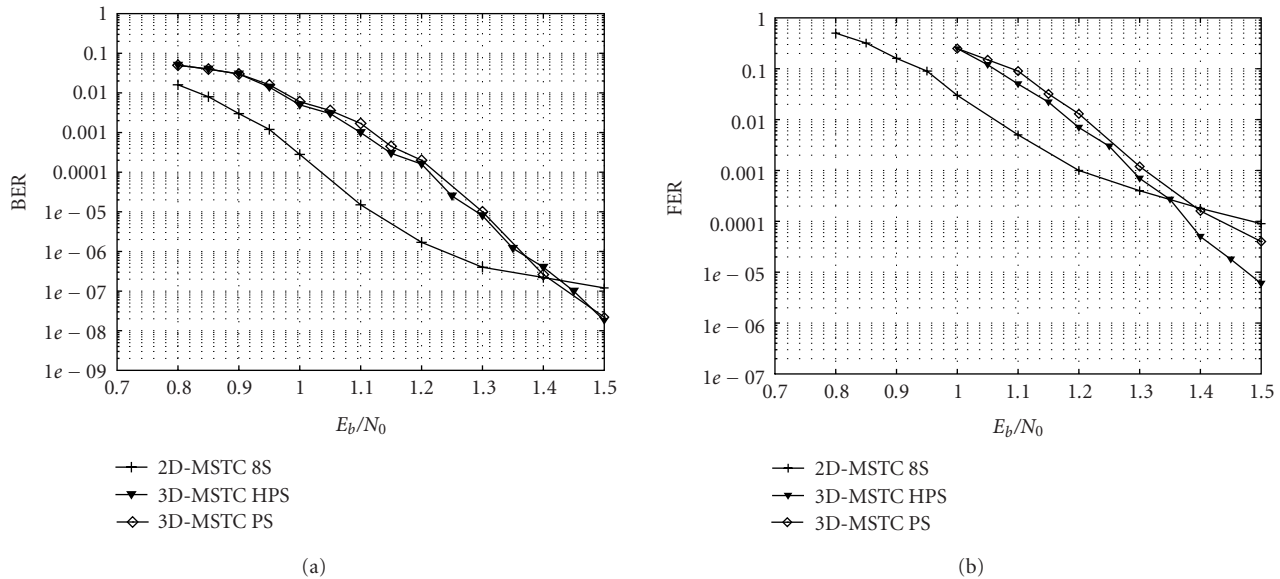 1
0.1
0.01
0.001
0.0001
1e − 05
1e − 06
1e − 07
1e − 08
1e − 09
BER
0.7 0.8 0.9 1 1.1 1.2 1.3 1.4 1.5
E_b/N_0
2D-MSTC 8S
3D-MSTC HPS
3D-MSTC PS
(a)
1
0.1
0.01
0.001
0.0001
1e − 05
1e − 06
1e − 07
FER
0.7 0.8 0.9 1 1.1 1.2 1.3 1.4 1.5
E_b/N_0
2D-MSTC 8S
3D-MSTC HPS
3D-MSTC PS
(b)